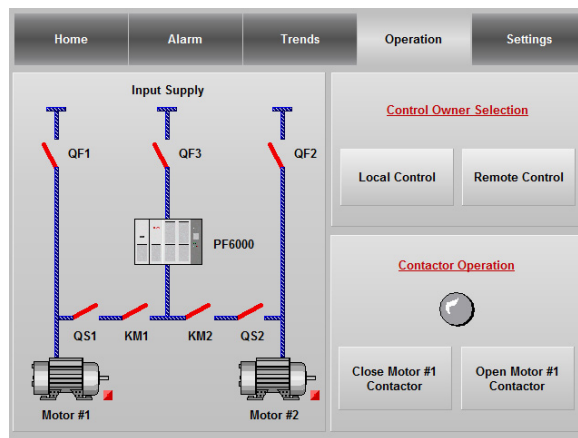 Home
Alarm
Trends
Operation
Settings
Input Supply
QF1
QF3
QF2
PF6000
QS1
KM1
KM2
QS2
Motor #1
Motor #2
Control Owner Selection
Local Control
Remote Control
Contactor Operation
Close Motor #1
Contactor
Open Motor #1
Contactor